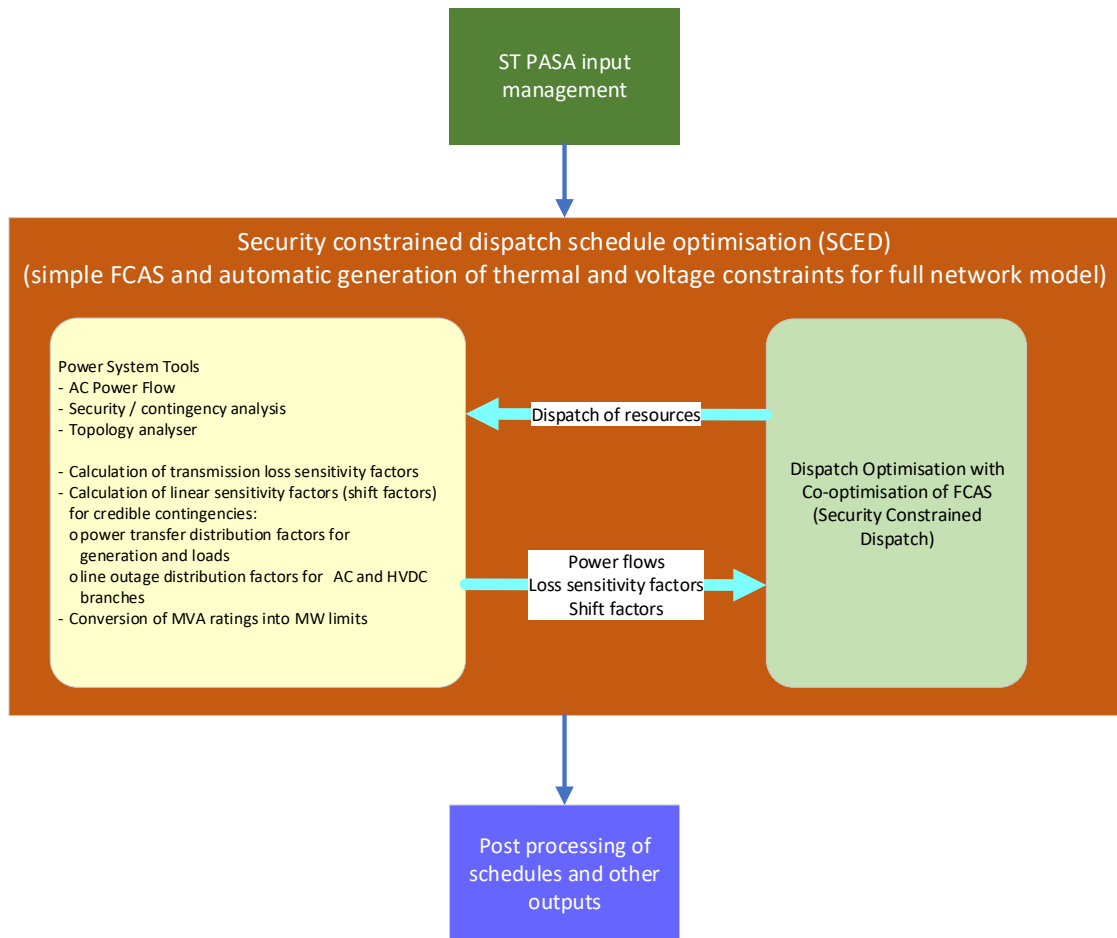 ST PASA input
management
Security constrained dispatch schedule optimisation (SCED)
(simple FCAS and automatic generation of thermal and voltage constraints for full network model)
Power System Tools
- AC Power Flow
- Security / contingency analysis
- Topology analyser
- Calculation of transmission loss sensitivity factors
- Calculation of linear sensitivity factors (shift factors)
for credible contingencies:
o power transfer distribution factors for
generation and loads
o line outage distribution factors for AC and HVDC
branches
- Conversion of MVA ratings into MW limits
Dispatch of resources
Power flows
Loss sensitivity factors
Shift factors
Dispatch Optimisation with
Co-optimisation of FCAS
(Security Constrained
Dispatch)
Post processing of
schedules and other
outputs